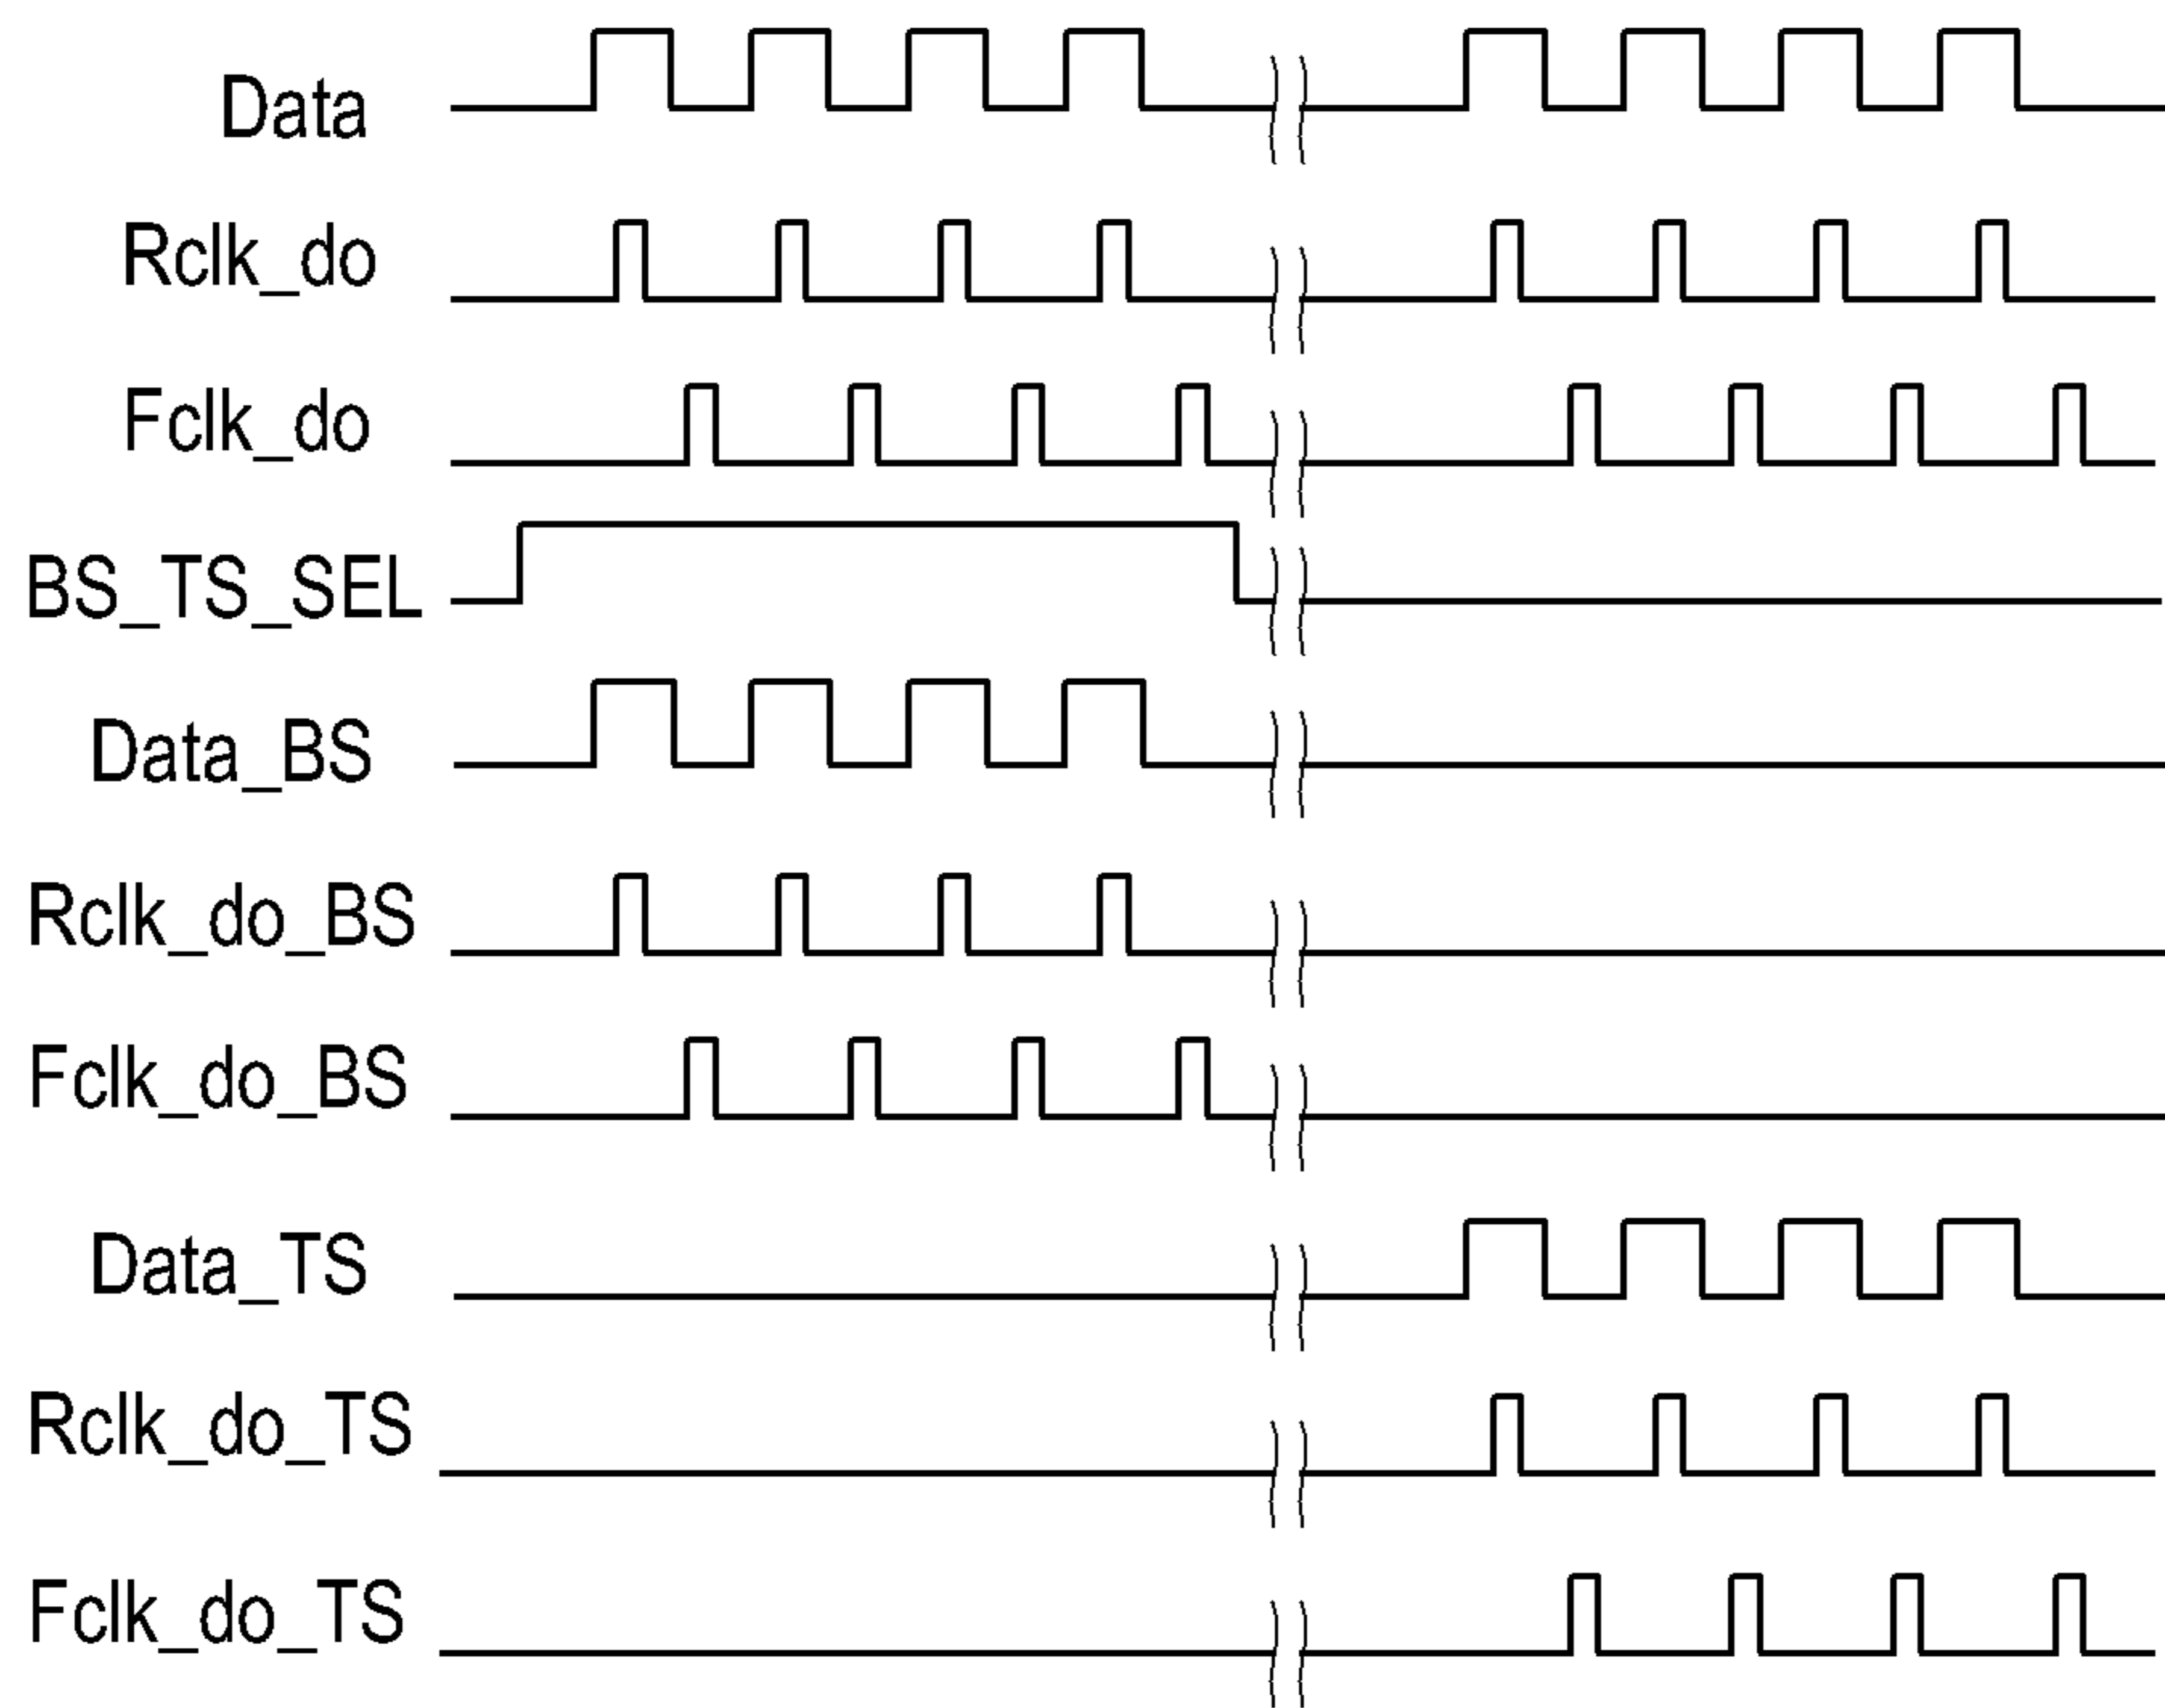 Data
Rclk_do
Fclk_do
BS_TS_SEL
Data_BS
Rclk_do_BS
Fclk_do_BS
Data_TS
Rclk_do_TS
Fclk_do_TS